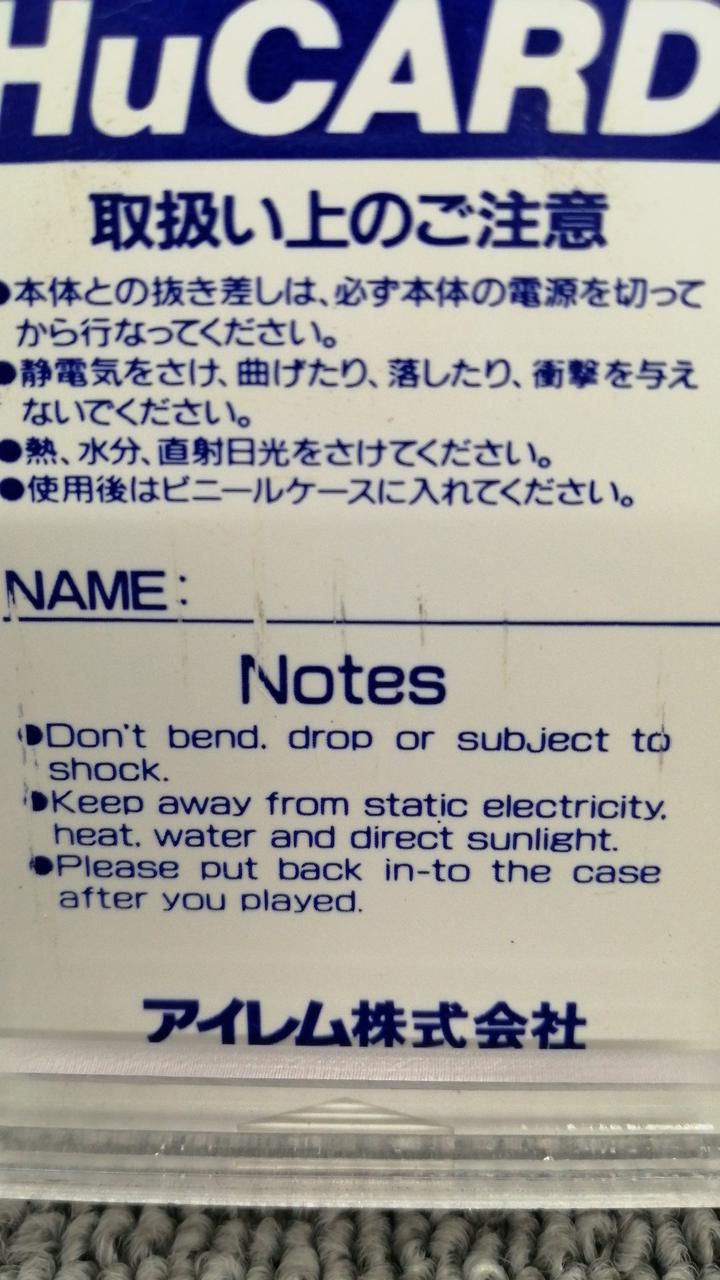 HuCARD
取扱い上のご注意
●本体との抜き差しは、必ず本体の電源を切って
から行なってください。
●静電気をさけ、曲げたり、落したり、衝撃を与え
ないでください。
●熱、水分、直射日光をさけてください。
●使用後はビニールケースに入れてください。
NAME:
Notes
●Don't bend. drop or subject to
shock.
●Keep away from static electricity.
heat. water and direct sunlight.
●Please put back in-to the case
after you played.
アイレム株式会社